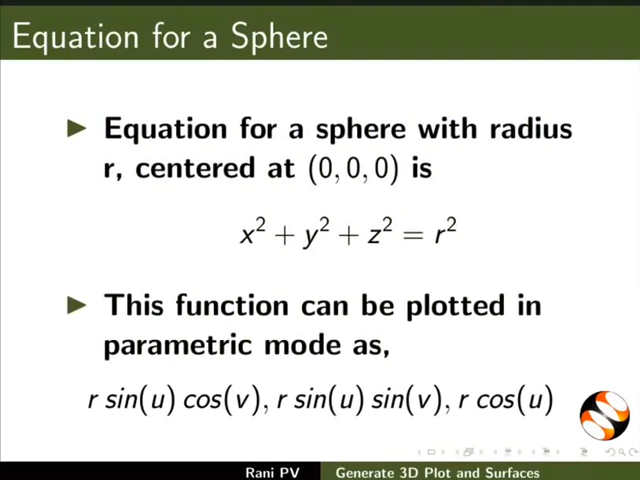 Equation for a Sphere
Equation for a sphere with radius
r, centered at (0, 0, 0) is
x² + y² + z² = r²
This function can be plotted in
parametric mode as,
r sin(u) cos(v), r sin(u) sin(v), r cos(u)
Rani PV Generate 3D Plot and Surfaces